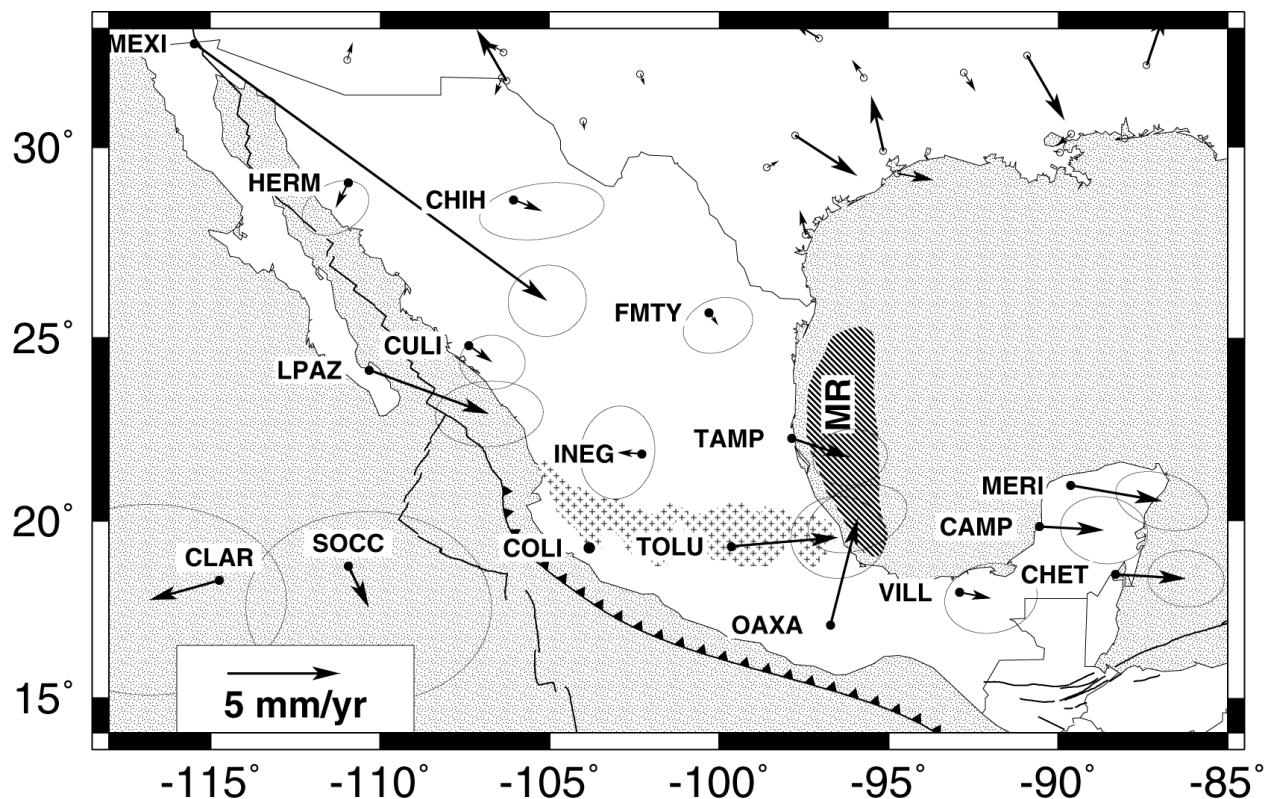 MEXI
30°
HERM
CHIH
FMTY
25°
CULI
LPAZ
MR
TAMP
INEG
MERI
20°
CAMP
COLI
TOLU
SOCC
CLAR
CHET
VILL
OAXA
15°
5 mm/yr
-115° -110° -105° -100° -95° -90° -85°